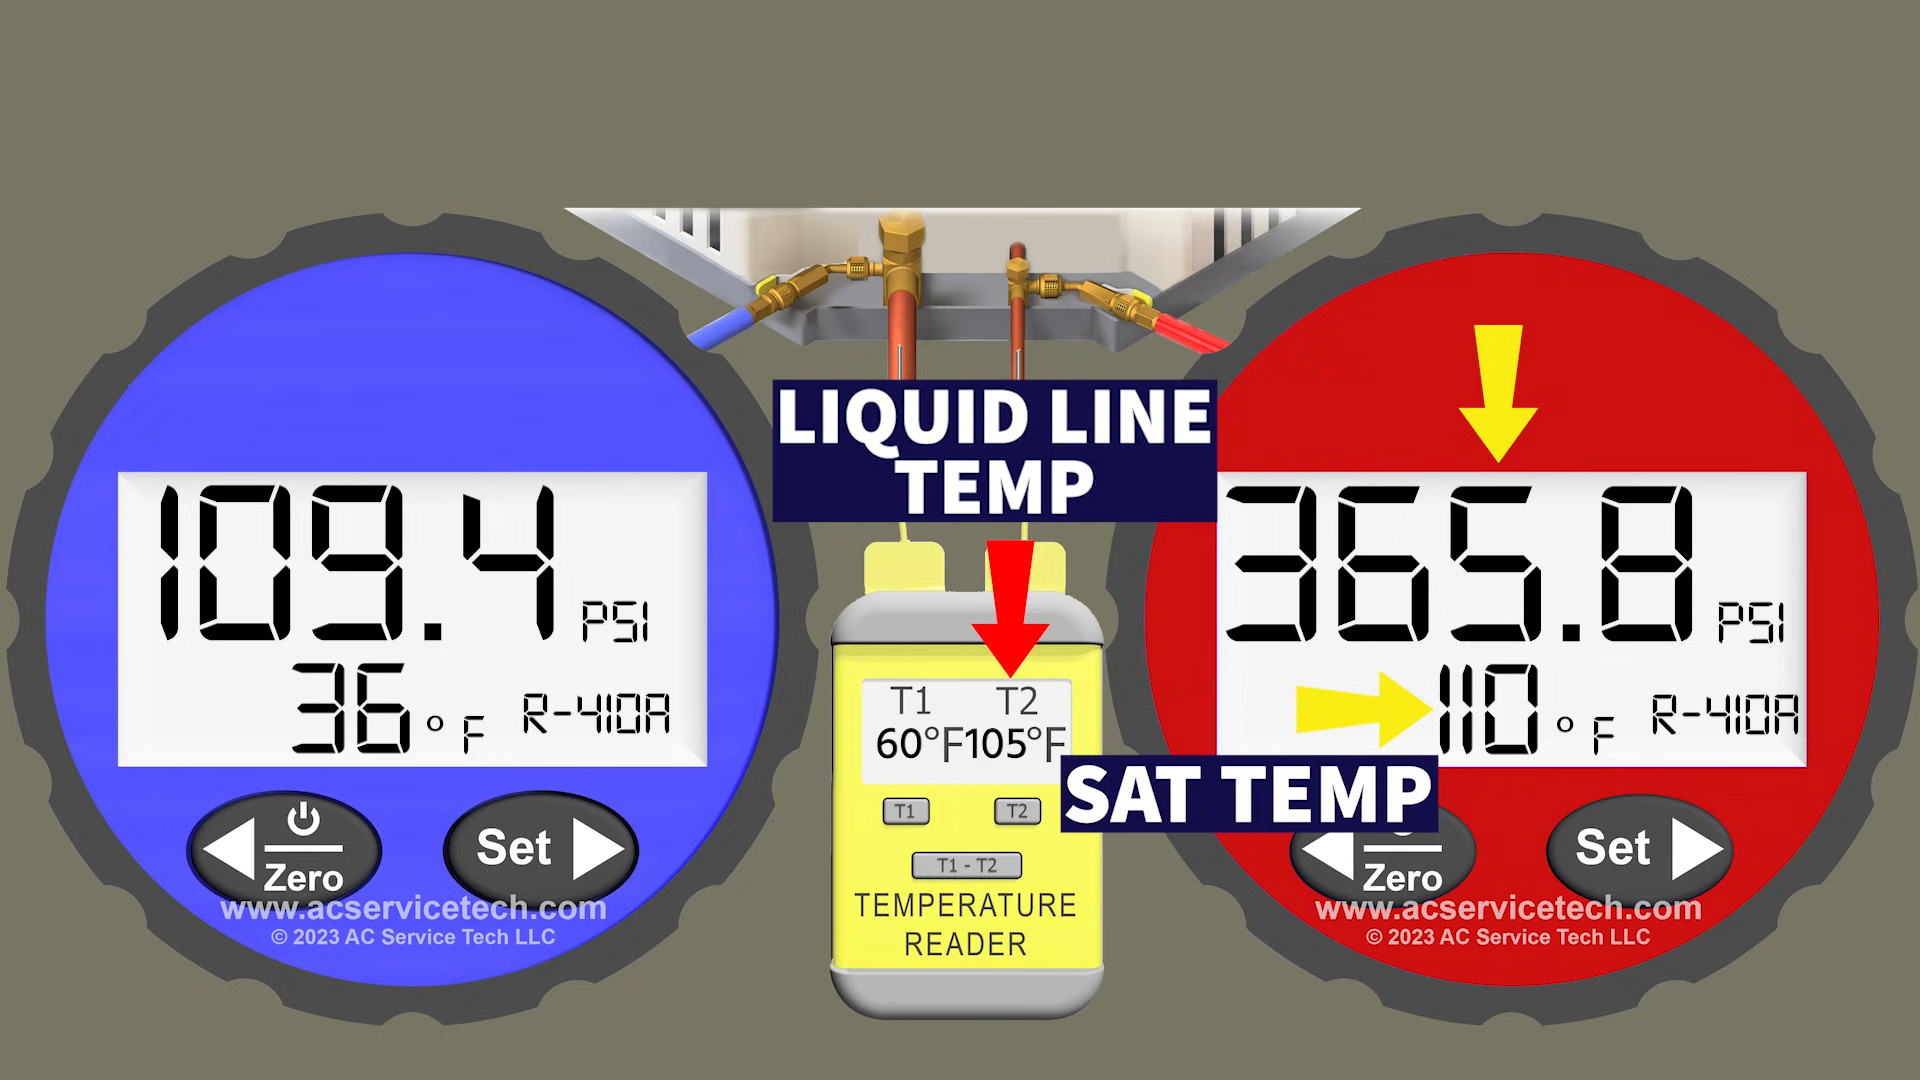 LIQUID LINE
TEMP
109.4 PSI
36 °F R-410A
Zero
Set
www.acservicetech.com
© 2023 AC Service Tech LLC
T1 T2
60°F 105°F
T1 T2
T1 - T2
TEMPERATURE
READER
365.8 PSI
110 °F R-410A
SAT TEMP
Zero
Set
www.acservicetech.com
© 2023 AC Service Tech LLC